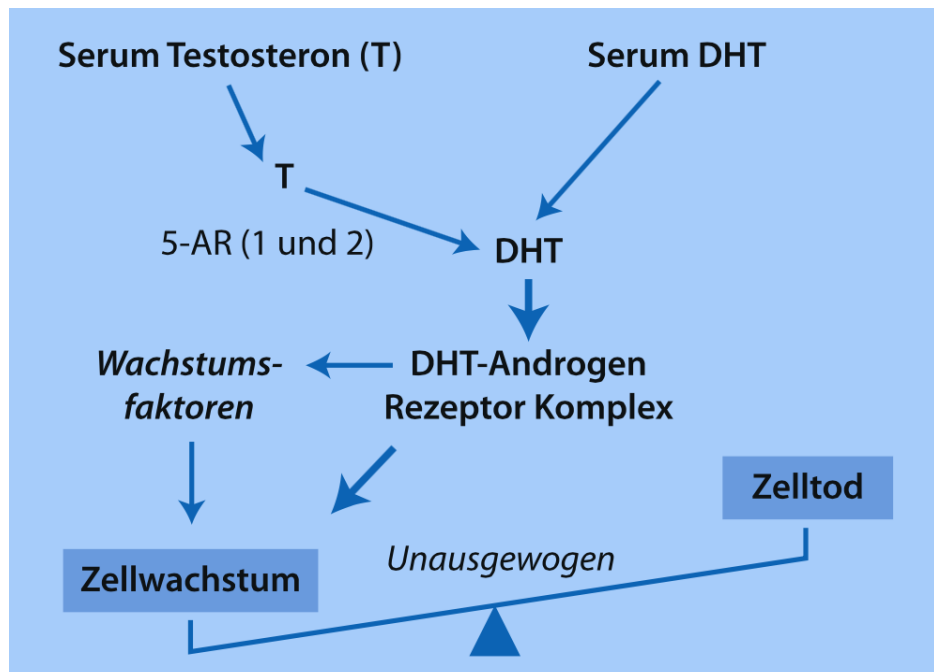 Serum Testosteron (T)
Serum DHT
T
5-AR (1 und 2)
DHT
Wachstums-
faktoren
DHT-Androgen
Rezeptor Komplex
Zelltod
Unausgewogen
Zellwachstum